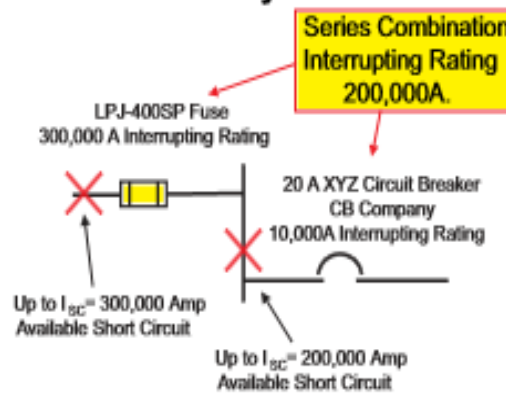 Series Combination
Interrupting Rating
200,000A.
LPJ-400SP Fuse
300,000 A Interrupting Rating
20 A XYZ Circuit Breaker
CB Company
10,000A Interrupting Rating
Up to ISC= 300,000 Amp
Available Short Circuit
Up to ISC= 200,000 Amp
Available Short Circuit